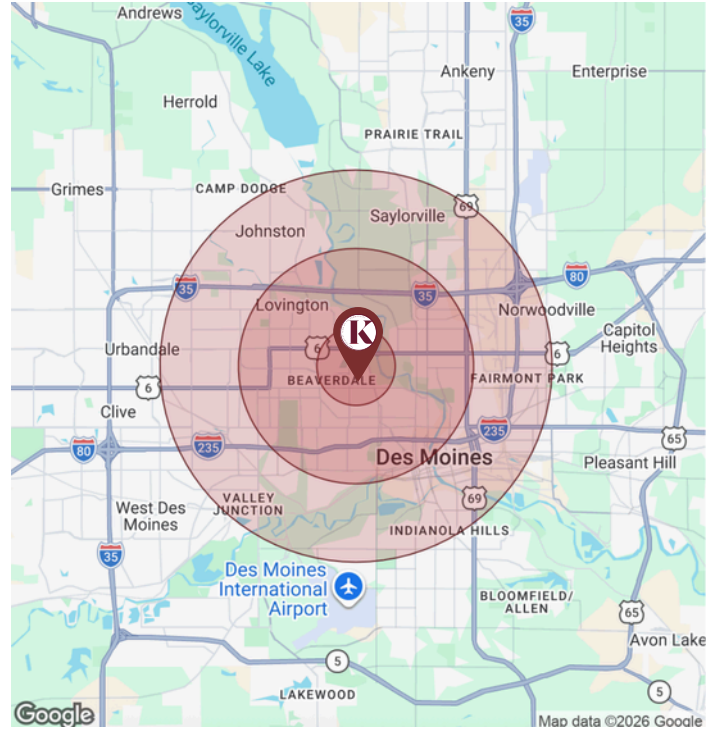 Andrews
Saylorville
Lake
35
Ankeny
Enterprise
Herrold
PRAIRIE TRAIL
Grimes
CAMP DODGE
69
Saylorville
Johnston
80
35
35
Lovington
Norwoodville
K
Capitol
Heights
Urbandale
6
6
6
BEAVERDALE
FAIRMONT PARK
Clive
235
235
65
80
Des Moines
Pleasant Hill
West Des
Moines
VALLEY
JUNCTION
69
INDIANOLA HILLS
35
Des Moines
International
Airport
BLOOMFIELD/
ALLEN
65
Avon Lake
5
5
LAKEWOOD
Google
Map data ©2026 Google